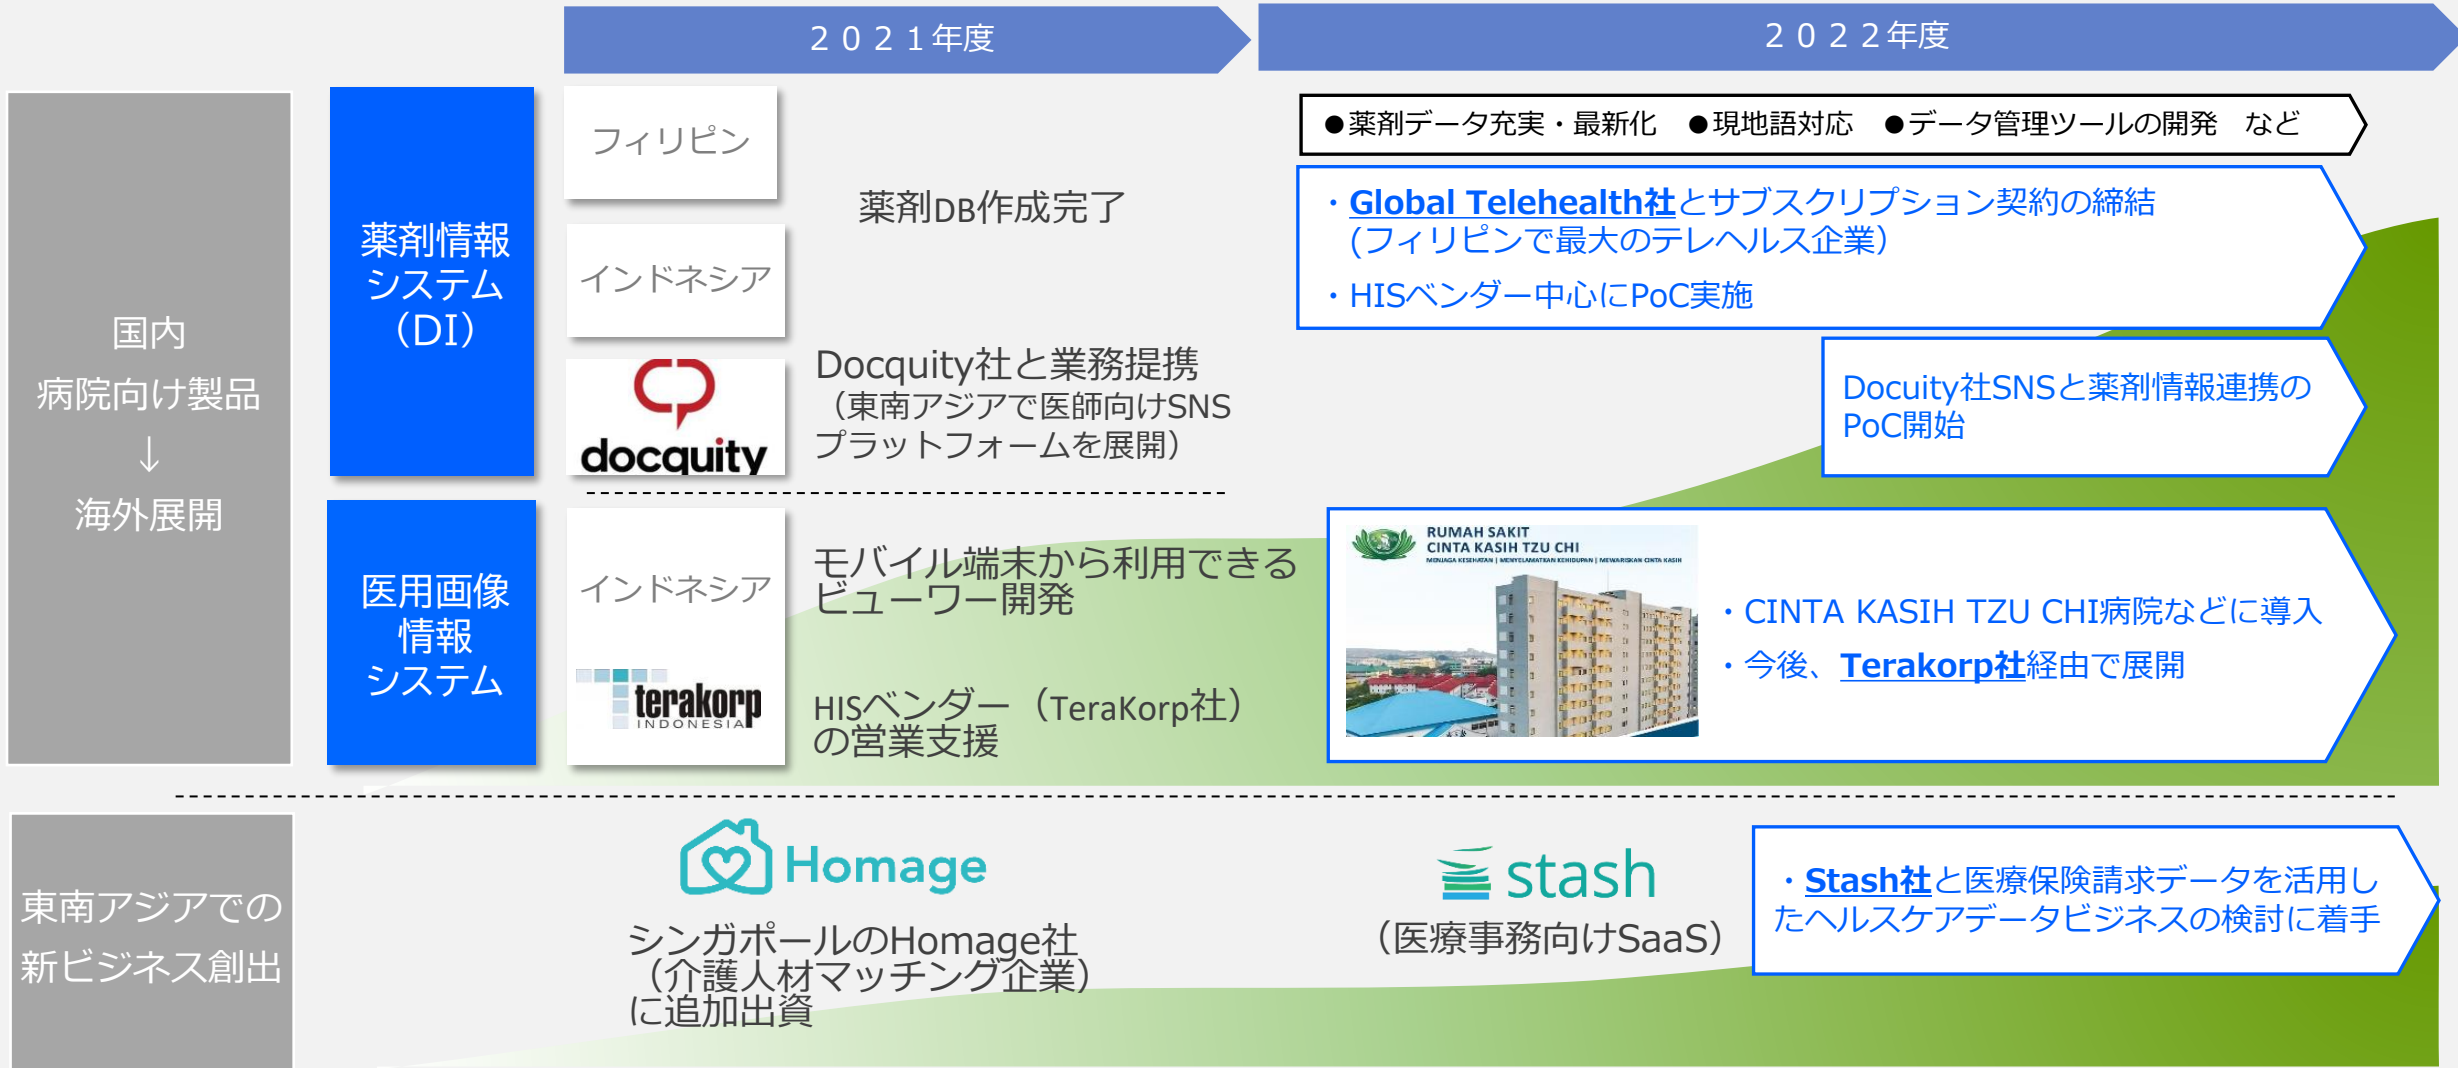 ２０２１年度
２０２２年度
国内
病院向け製品
↓
海外展開
薬剤情報
システム
（DI）
フィリピン
インドネシア
薬剤DB作成完了
docquity
Docquity社と業務提携
（東南アジアで医師向けSNS
プラットフォームを展開）
●薬剤データ充実・最新化　●現地語対応　●データ管理ツールの開発　など
・Global Telehealth社とサブスクリプション契約の締結
(フィリピンで最大のテレヘルス企業）
・HISベンダー中心にPoC実施
Docuity社SNSと薬剤情報連携の
PoC開始
医用画像
情報
システム
インドネシア
terakorp
INDONESIA
モバイル端末から利用できる
ビューワー開発
HISベンダー（TeraKorp社）
の営業支援
RUMAH SAKIT
CINTA KASIH TZU CHI
MENJAGA KESEHATAN | MENYELAMATKAN KEHIDUPAN | MEWARISKAN CINTA KASIH
・CINTA KASIH TZU CHI病院などに導入
・今後、Terakorp社経由で展開
東南アジアでの
新ビジネス創出
Homage
シンガポールのHomage社
（介護人材マッチング企業）
に追加出資
stash
（医療事務向けSaaS）
・Stash社と医療保険請求データを活用し
たヘルスケアデータビジネスの検討に着手